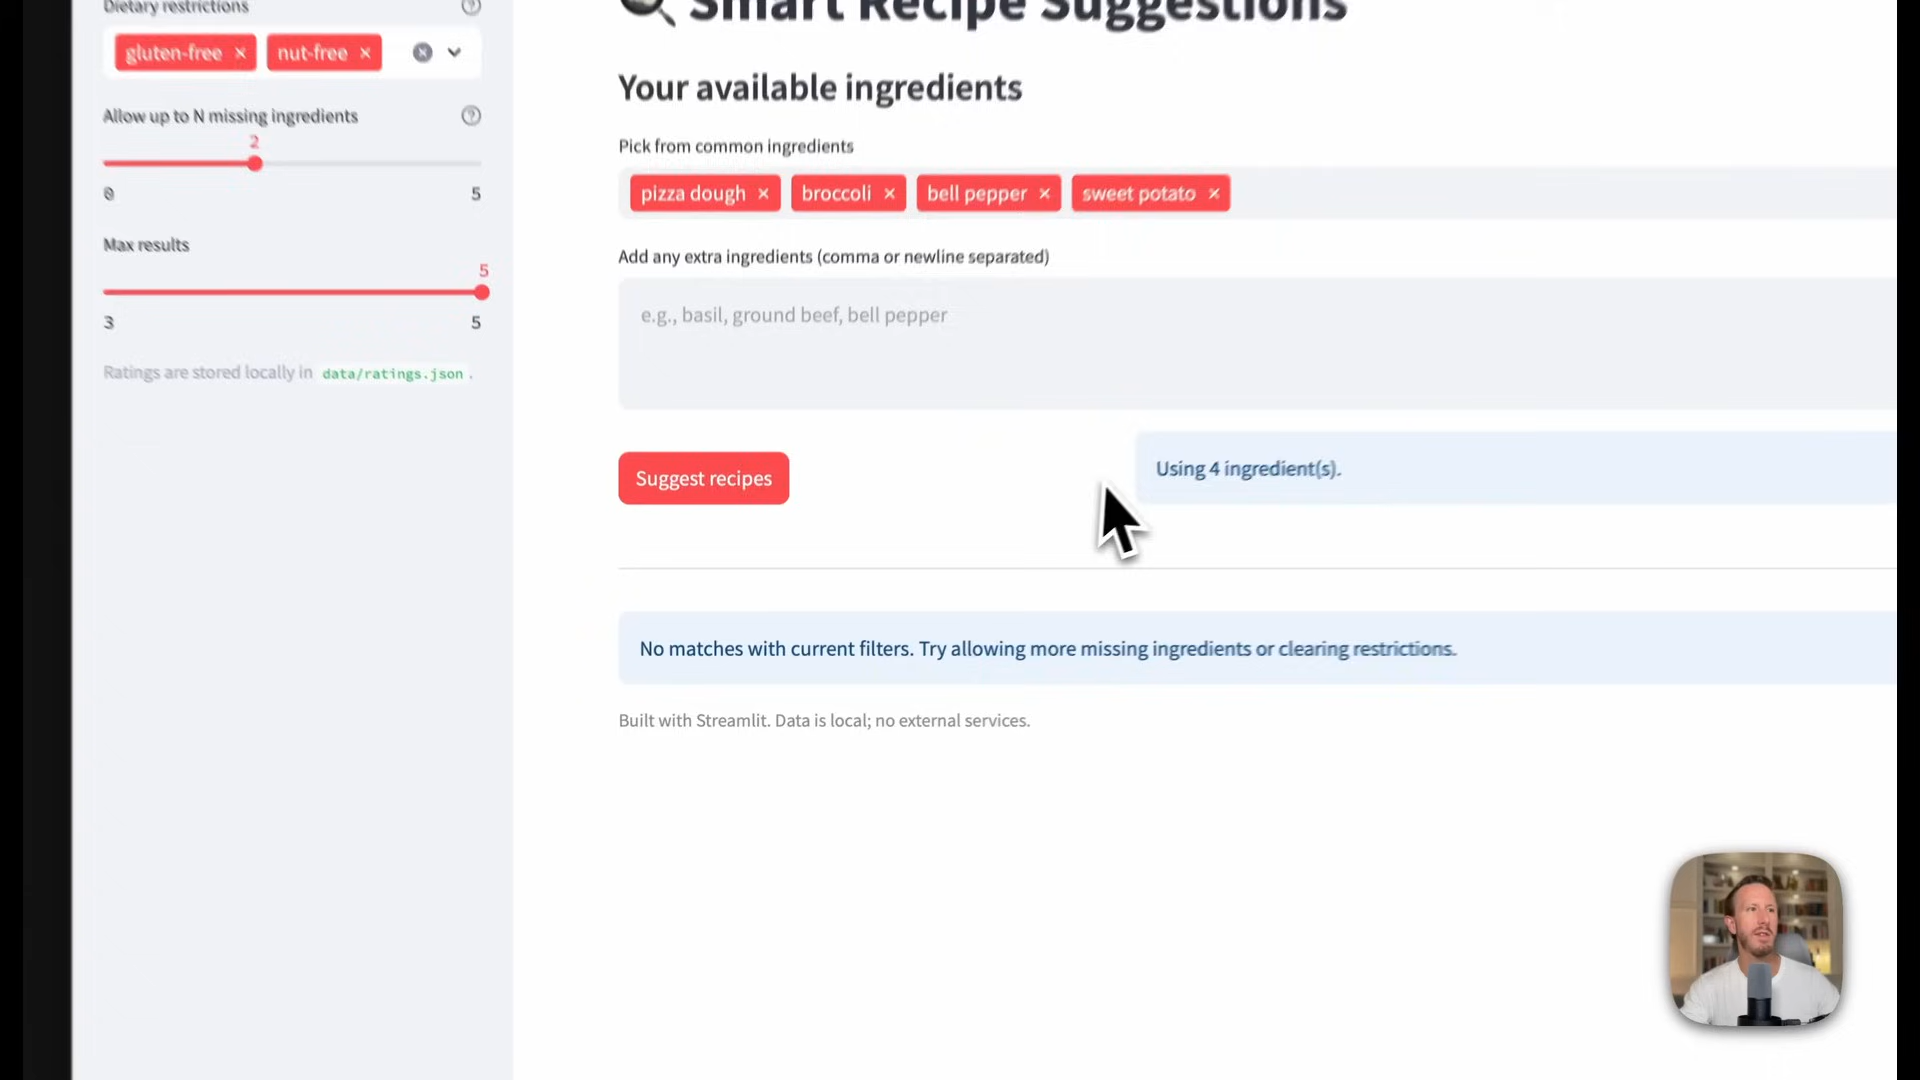 Dietary restrictions
gluten-free × nut-free ×
Allow up to N missing ingredients
2
0 5
Max results
5
3 5
Ratings are stored locally in data/ratings.json .
Smart Recipe Suggestions
Your available ingredients
Pick from common ingredients
pizza dough × broccoli × bell pepper × sweet potato ×
Add any extra ingredients (comma or newline separated)
e.g., basil, ground beef, bell pepper
Suggest recipes
Using 4 ingredient(s).
No matches with current filters. Try allowing more missing ingredients or clearing restrictions.
Built with Streamlit. Data is local; no external services.